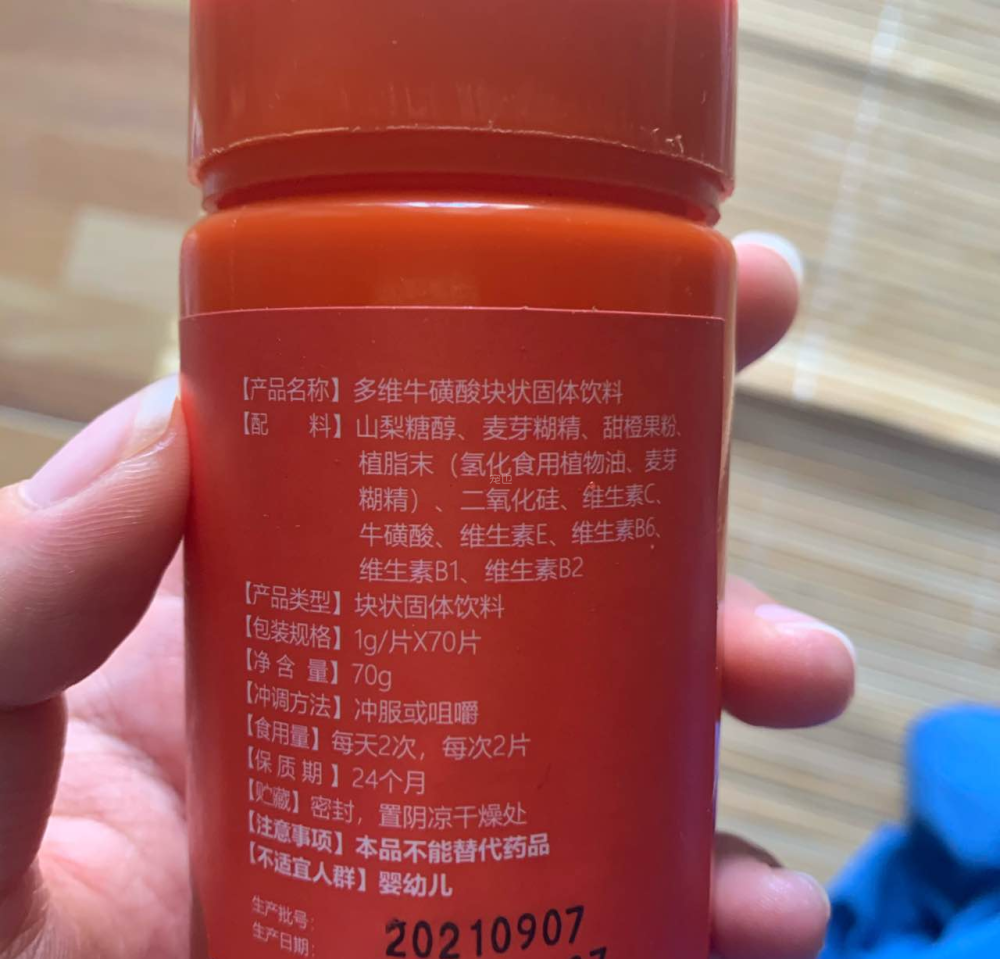 【产品名称】多维牛磺酸块状固体饮料
【配 料】山梨糖醇、麦芽糊精、甜橙果粉、
植脂末（氢化食用植物油、麦芽
糊精）、二氧化硅、维生素C、
牛磺酸、维生素E、维生素B6、
维生素B1、维生素B2
【产品类型】块状固体饮料
【包装规格】1g/片X70片
【净 含 量】70g
【冲调方法】冲服或咀嚼
【食用量】每天2次，每次2片
【保 质 期】24个月
【贮藏】密封，置阴凉干燥处
【注意事项】本品不能替代药品
【不适宜人群】婴幼儿
生产批号：
20210907
生产日期：